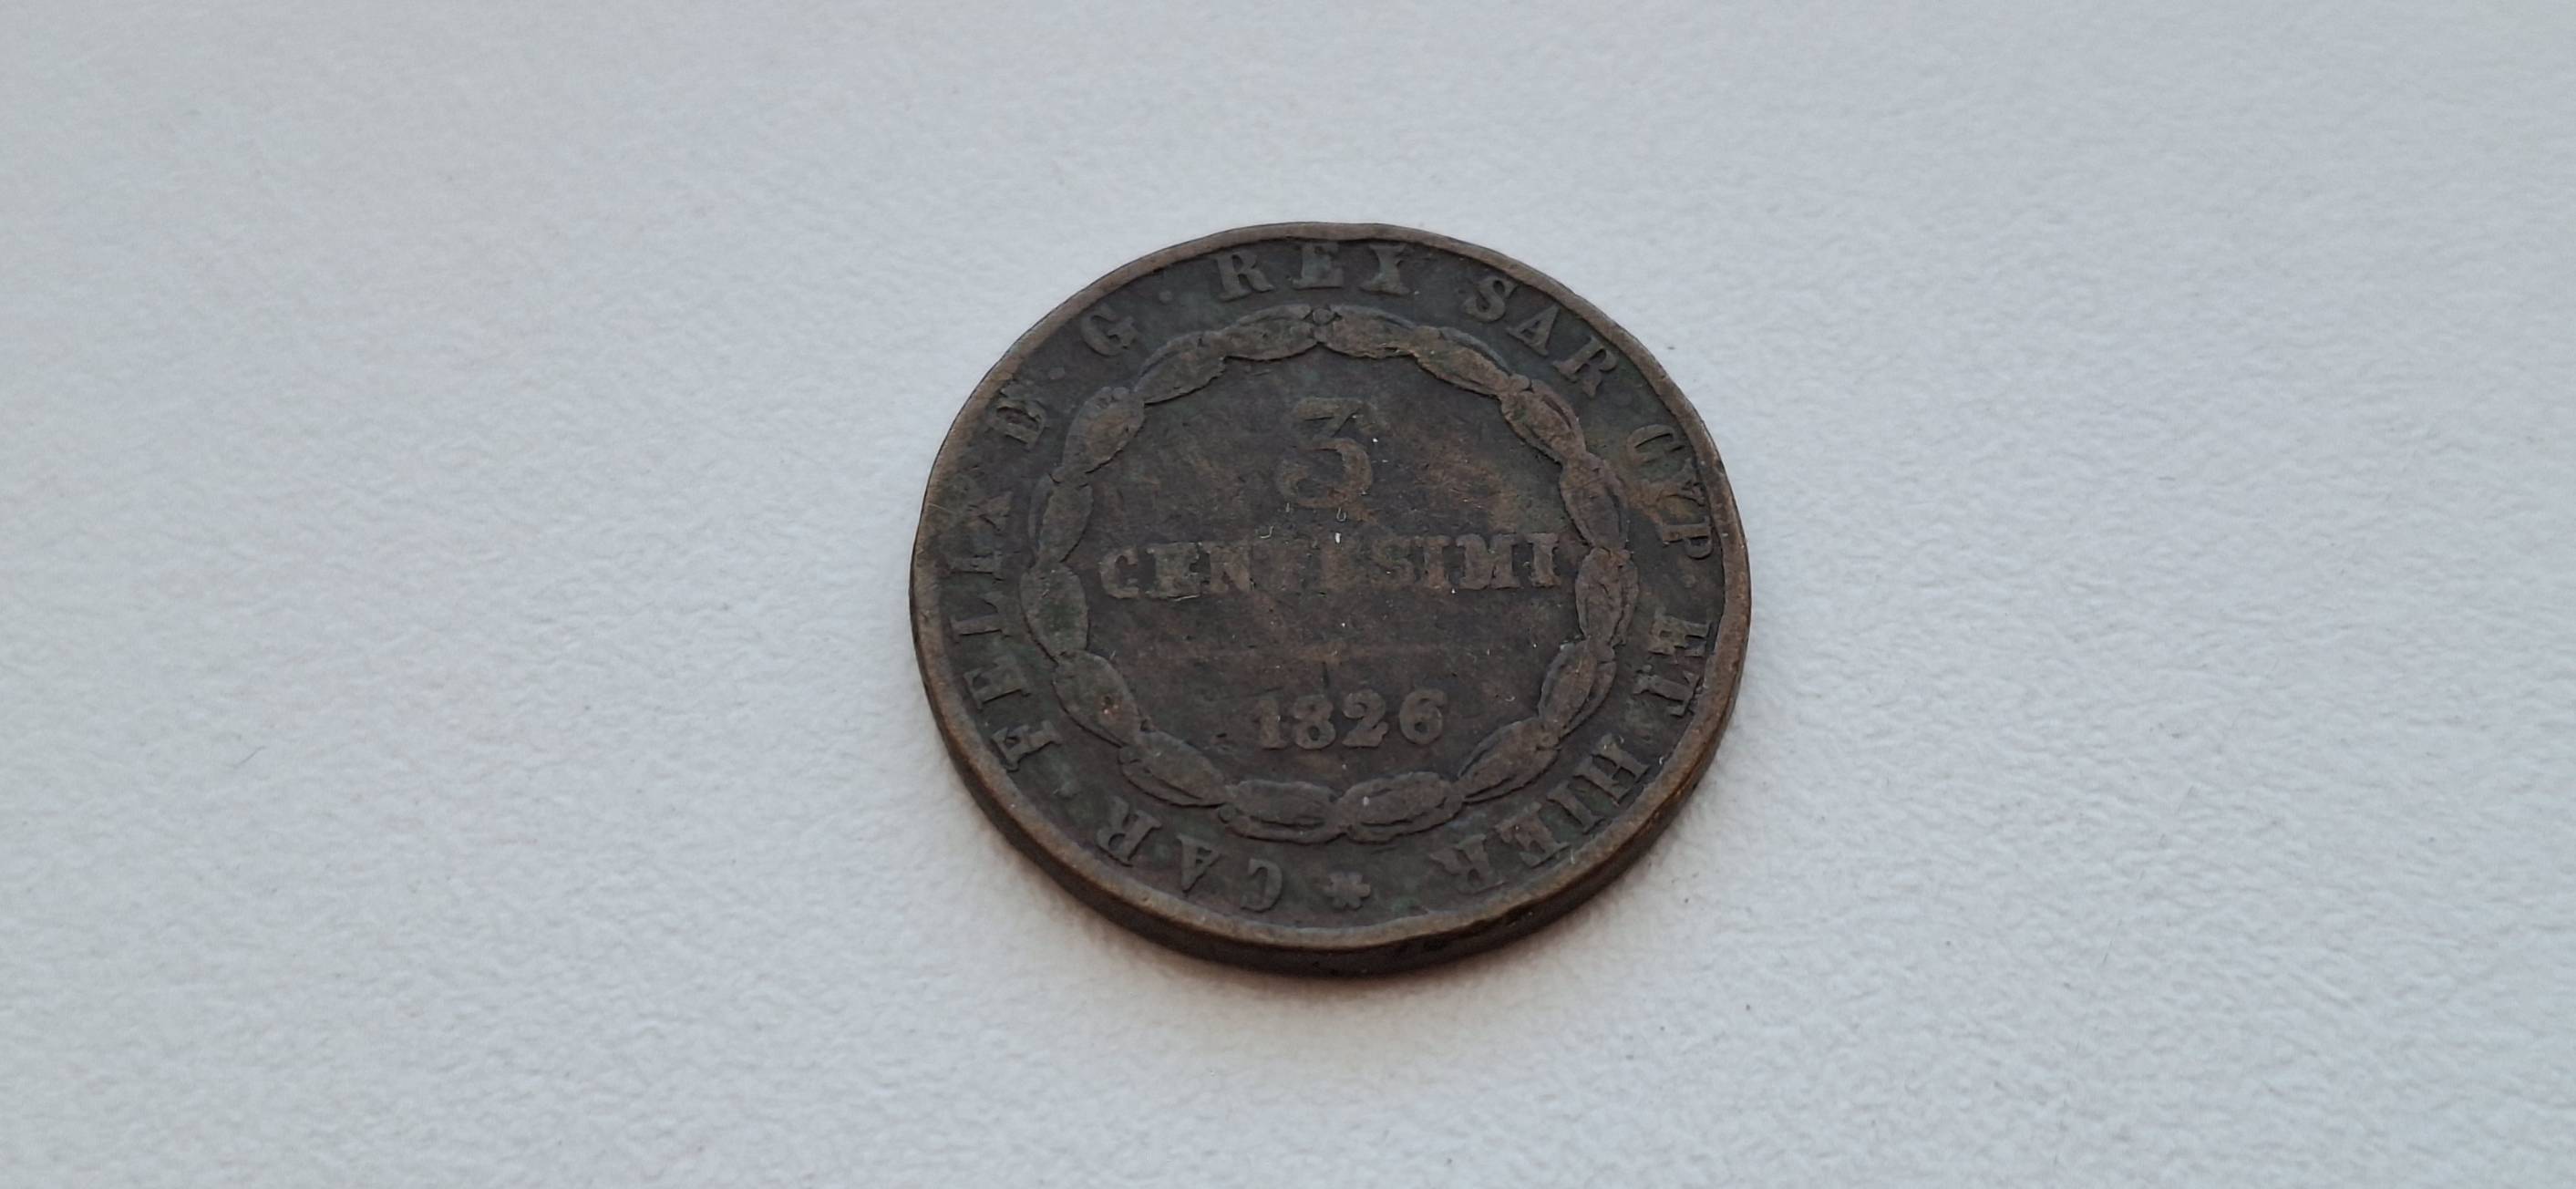 CAR · FELIX D · G · REX SAR · CYP · ET HIER
3
CENTESIMI
1826